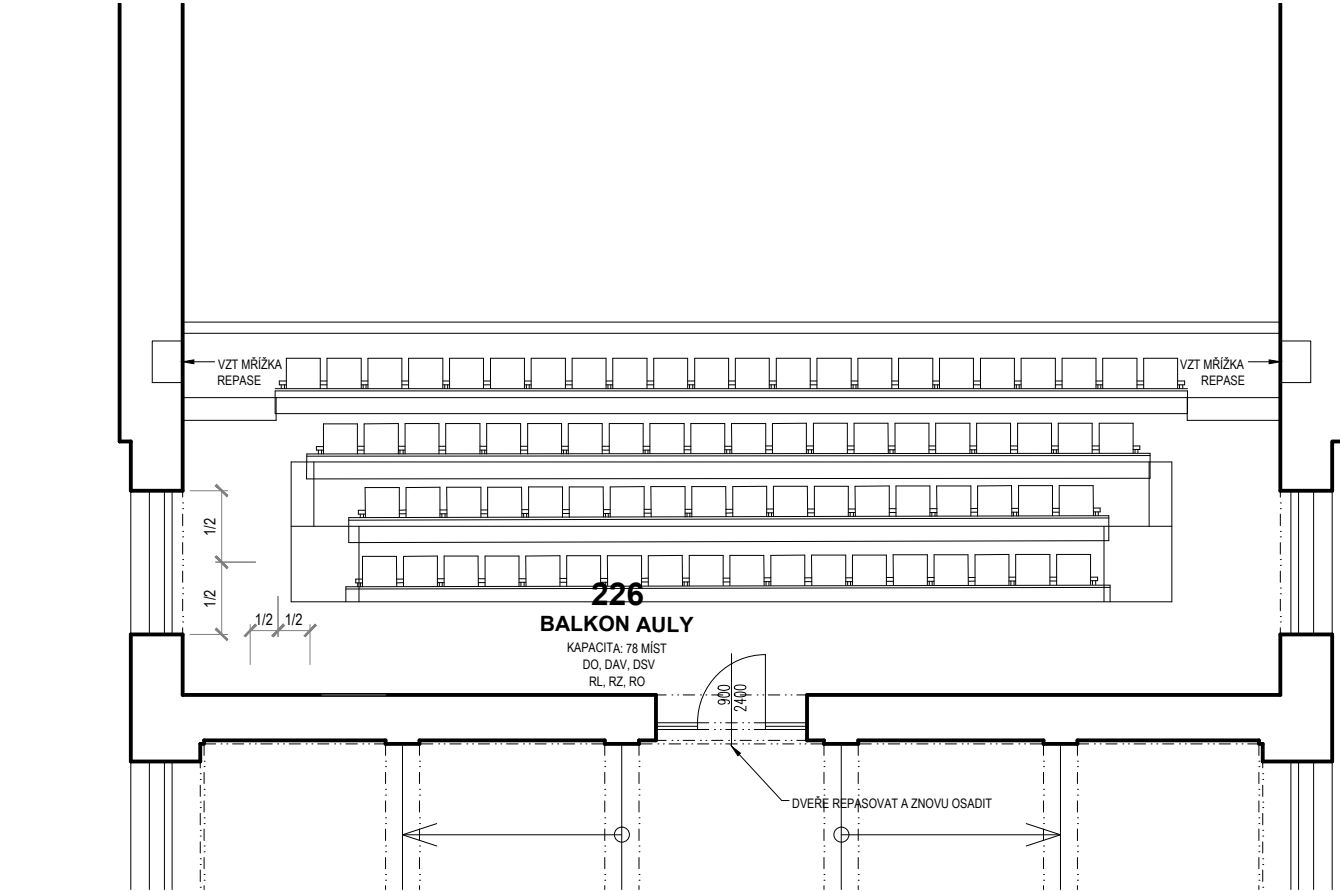 VZT MŘÍŽKA
REPASE
VZT MŘÍŽKA
REPASE
1/2
1/2
1/2
1/2
226
BALKON AULY
KAPACITA: 78 MÍST
DO, DAV, DSV
RL, RZ, RO
900
2400
DVEŘE REPASOVAT A ZNOVU OSADIT